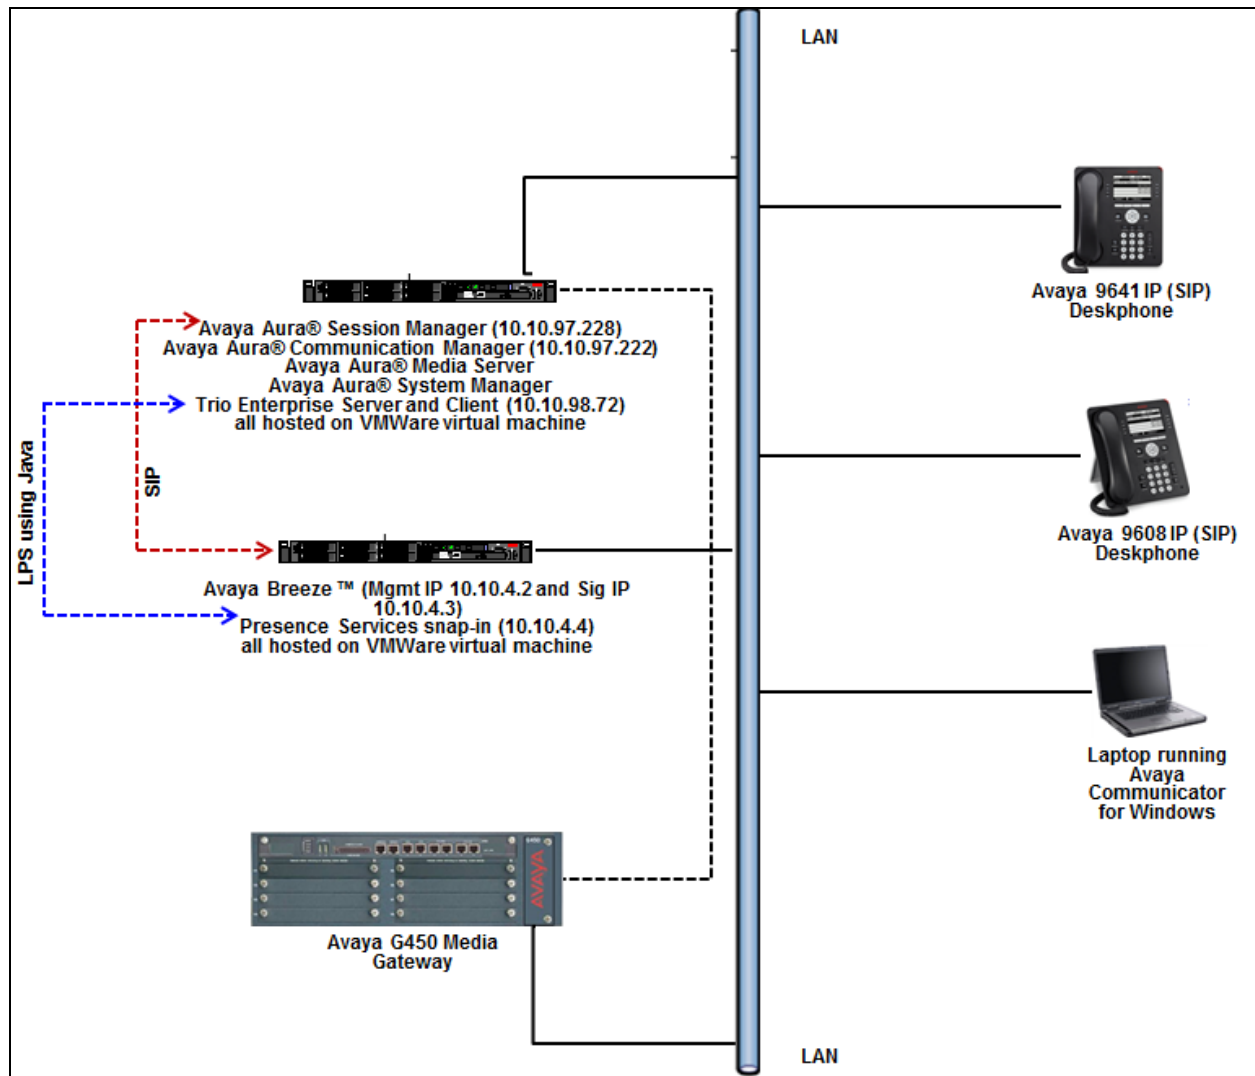 LAN
Avaya 9641 IP (SIP)
Deskphone
Avaya Aura® Session Manager (10.10.97.228)
Avaya Aura® Communication Manager (10.10.97.222)
Avaya Aura® Media Server
Avaya Aura® System Manager
Trio Enterprise Server and Client (10.10.98.72)
all hosted on VMWare virtual machine
LPS using Java
SIP
Avaya 9608 IP (SIP)
Deskphone
Avaya Breeze ™ (Mgmt IP 10.10.4.2 and Sig IP
10.10.4.3)
Presence Services snap-in (10.10.4.4)
all hosted on VMWare virtual machine
Laptop running
Avaya
Communicator
for Windows
G450
AVAYA
Avaya G450 Media
Gateway
LAN